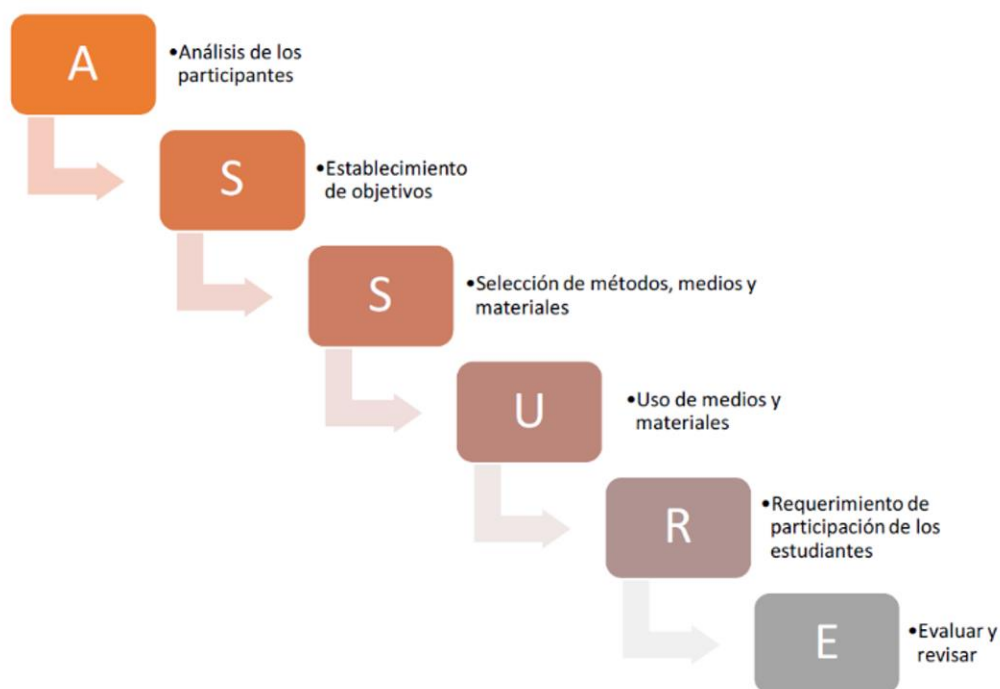 A
•Análisis de los
participantes
S
•Establecimiento
de objetivos
S
•Selección de métodos, medios y
materiales
U
•Uso de medios y
materiales
R
•Requerimiento de
participación de los
estudiantes
E
•Evaluar y
revisar